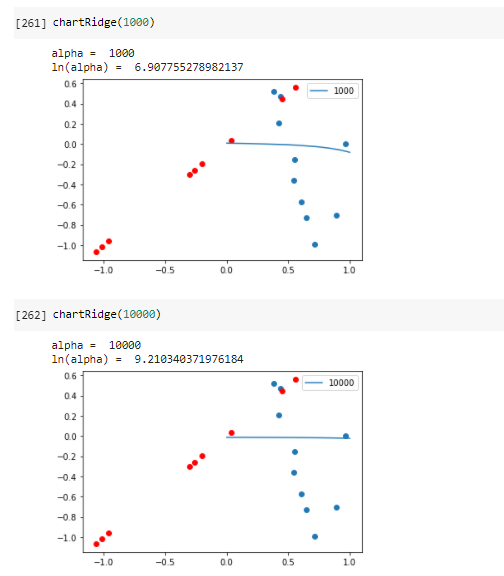 [261] chartRidge(1000)
alpha =  1000
ln(alpha) =  6.907755278982137
0.6
1000
0.4
0.2
0.0
−0.2
−0.4
−0.6
−0.8
−1.0
−1.0 −0.5 0.0 0.5 1.0
[262] chartRidge(10000)
alpha =  10000
ln(alpha) =  9.210340371976184
0.6
10000
0.4
0.2
0.0
−0.2
−0.4
−0.6
−0.8
−1.0
−1.0 −0.5 0.0 0.5 1.0